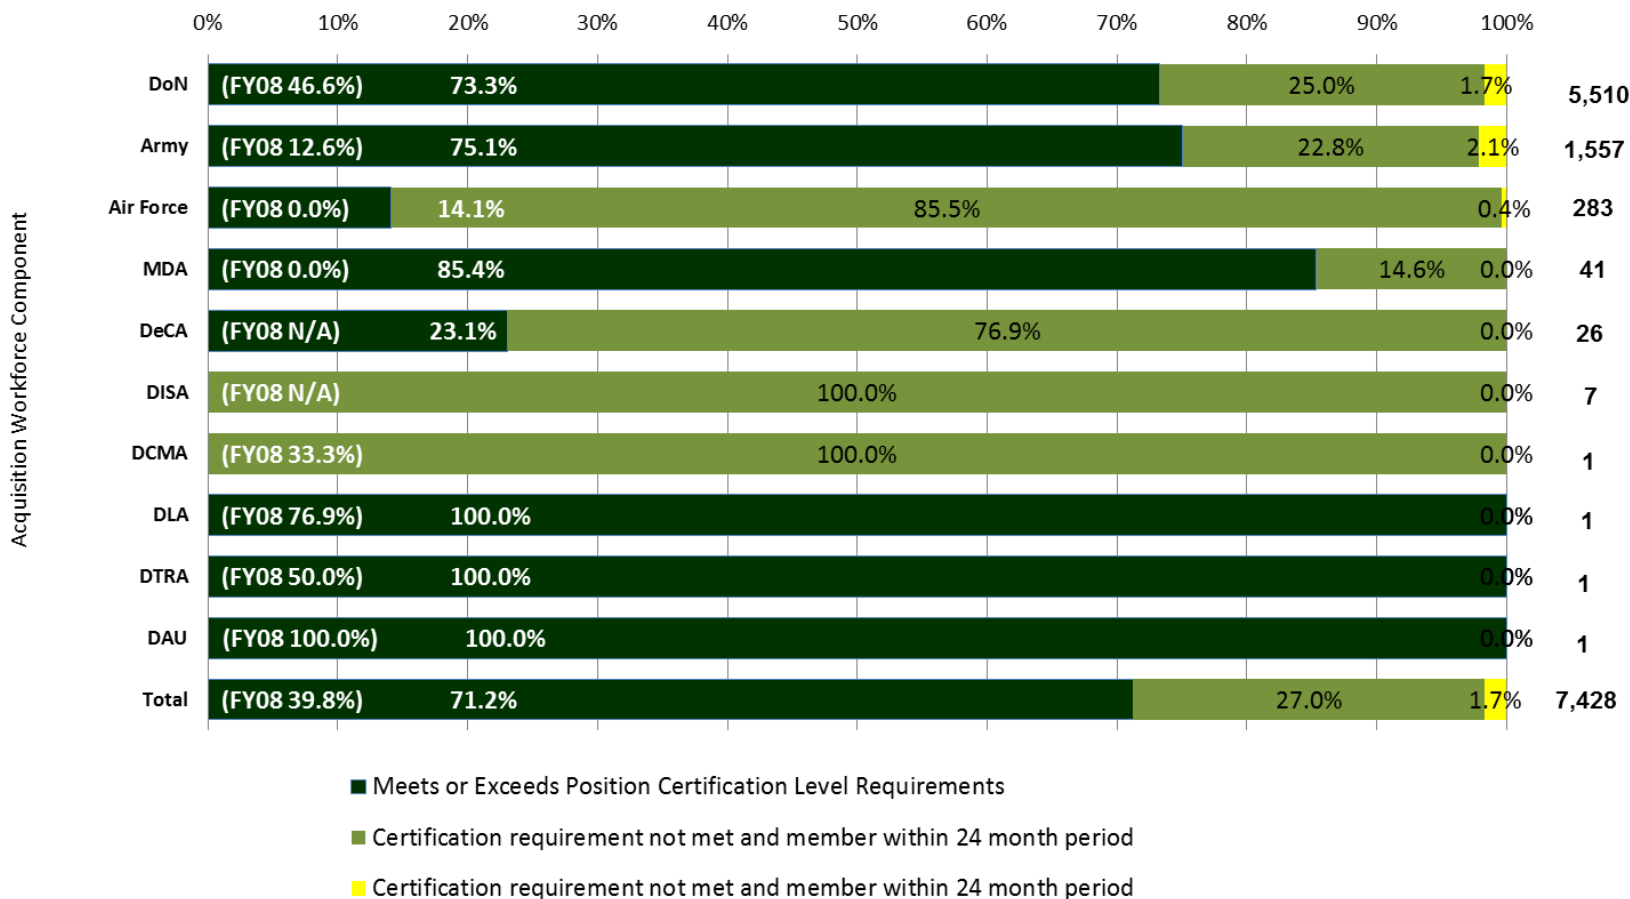 0% 10% 20% 30% 40% 50% 60% 70% 80% 90% 100%
Acquisition Workforce Component
DoN (FY08 46.6%) 73.3% 25.0% 1.7% 5,510
Army (FY08 12.6%) 75.1% 22.8% 2.1% 1,557
Air Force (FY08 0.0%) 14.1% 85.5% 0.4% 283
MDA (FY08 0.0%) 85.4% 14.6% 0.0% 41
DeCA (FY08 N/A) 23.1% 76.9% 0.0% 26
DISA (FY08 N/A) 100.0% 0.0% 7
DCMA (FY08 33.3%) 100.0% 0.0% 1
DLA (FY08 76.9%) 100.0% 0.0% 1
DTRA (FY08 50.0%) 100.0% 0.0% 1
DAU (FY08 100.0%) 100.0% 0.0% 1
Total (FY08 39.8%) 71.2% 27.0% 1.7% 7,428
Meets or Exceeds Position Certification Level Requirements
Certification requirement not met and member within 24 month period
Certification requirement not met and member within 24 month period